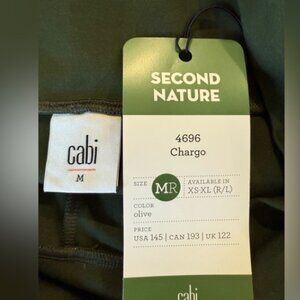 SECOND
NATURE
4696
Chargo
SIZE
MR
AVAILABLE IN
XS-XL (R/L)
COLOR
olive
PRICE
USA 145 | CAN 193 | UK 122
cabi
cabi
M